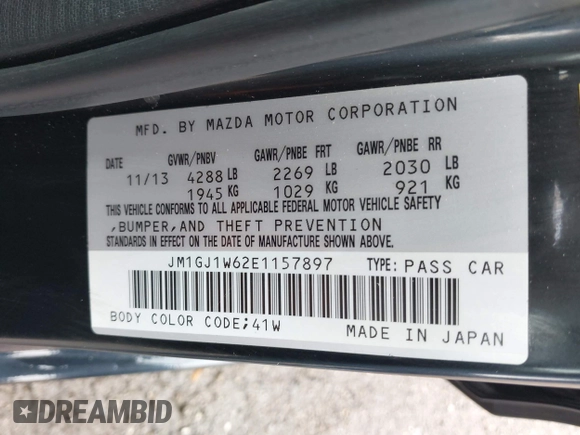 MFD. BY MAZDA MOTOR CORPORATION
DATE GVWR/PNBV GAWR/PNBE FRT GAWR/PNBE RR
11/13 4288 LB 2269 LB 2030 LB
1945 KG 1029 KG 921 KG
THIS VEHICLE CONFORMS TO ALL APPLICABLE FEDERAL MOTOR VEHICLE SAFETY
,BUMPER,AND THEFT PREVENTION
STANDARDS IN EFFECT ON THE DATE OF MANUFACTURE SHOWN ABOVE.
JM1GJ1W62E1157897 TYPE: PASS CAR
BODY COLOR CODE;41W MADE IN JAPAN
DREAMBID